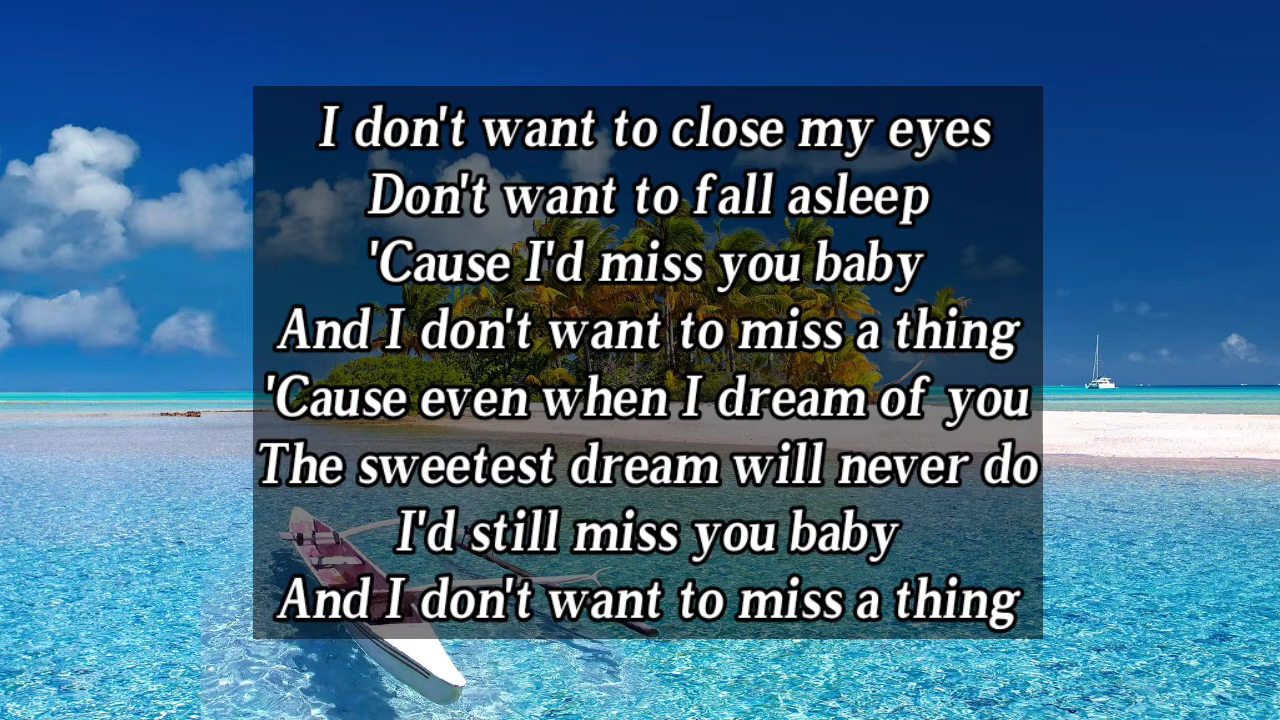 I don't want to close my eyes
Don't want to fall asleep
'Cause I'd miss you baby
And I don't want to miss a thing
'Cause even when I dream of you
The sweetest dream will never do
I'd still miss you baby
And I don't want to miss a thing